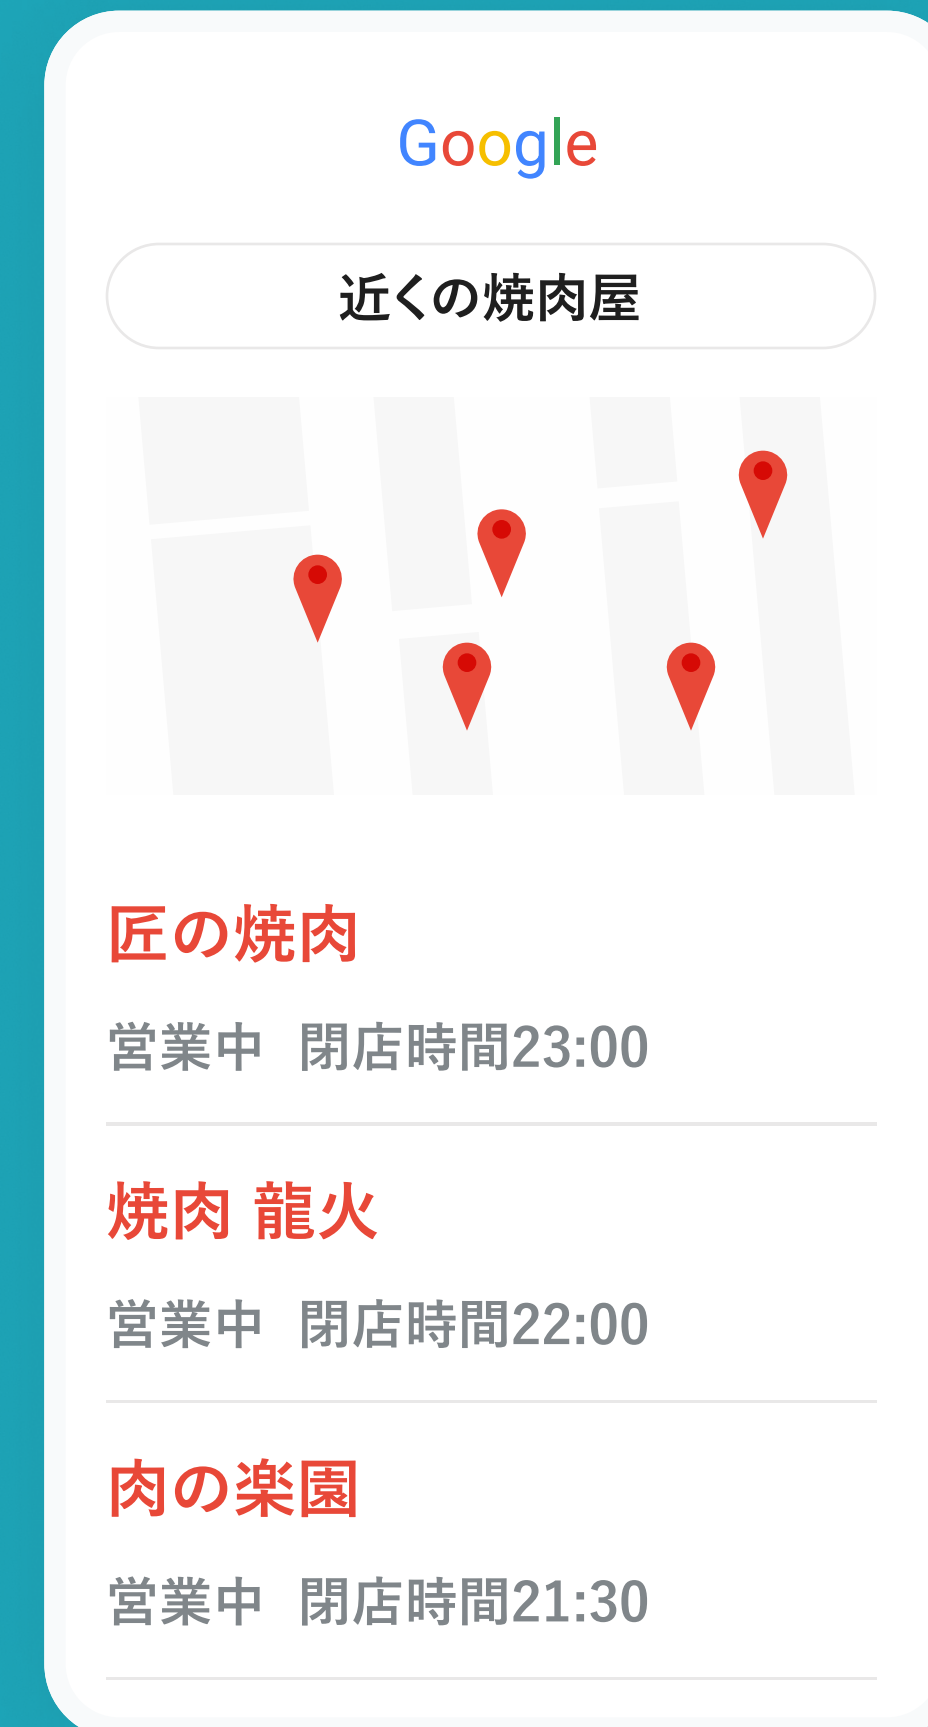 Google
近くの焼肉屋
匠の焼肉
営業中 閉店時間23:00
焼肉 龍火
営業中 閉店時間22:00
肉の楽園
営業中 閉店時間21:30